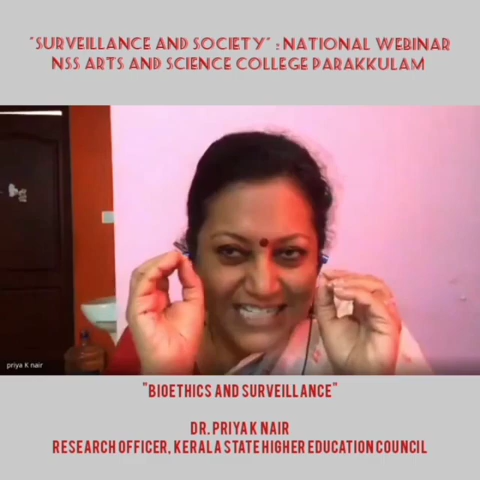 "SURVEILLANCE AND SOCIETY" : NATIONAL WEBINAR
NSS ARTS AND SCIENCE COLLEGE PARAKKULAM
priya K nair
"BIOETHICS AND SURVEILLANCE"
DR. PRIYA K NAIR
RESEARCH OFFICER, KERALA STATE HIGHER EDUCATION COUNCIL